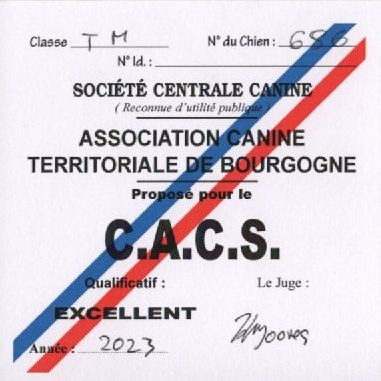 Classe T M N° du Chien : 686
N° Id. :
SOCIÉTÉ CENTRALE CANINE
( Reconnue d'utilité publique )
ASSOCIATION CANINE
TERRITORIALE DE BOURGOGNE
Proposé pour le
C.A.C.S.
Qualificatif : Le Juge :
EXCELLENT
Année : 2023